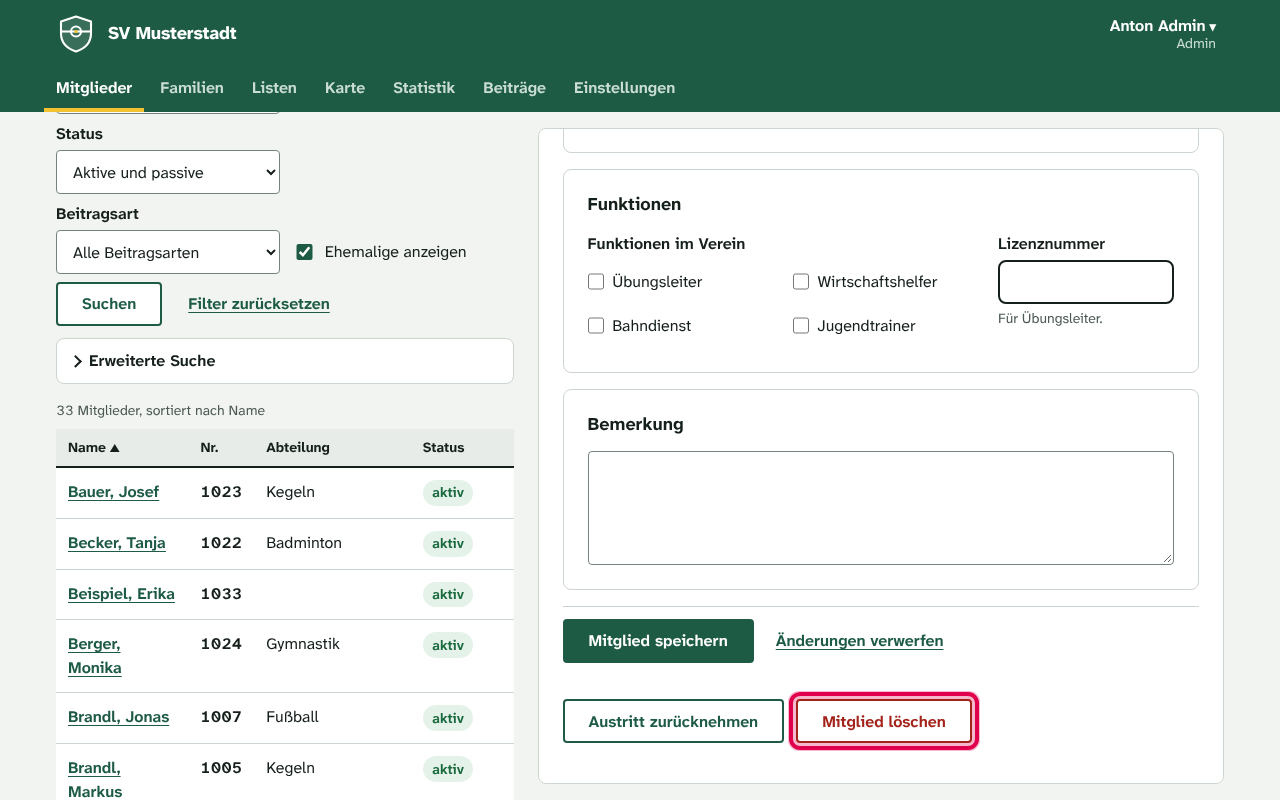 SV Musterstadt
Anton Admin ▾
Admin
Mitglieder Familien Listen Karte Statistik Beiträge Einstellungen
Status
Aktive und passive
Beitragsart
Alle Beitragsarten
Ehemalige anzeigen
Suchen
Filter zurücksetzen
Erweiterte Suche
33 Mitglieder, sortiert nach Name
Name ▲ Nr. Abteilung Status
Bauer, Josef 1023 Kegeln aktiv
Becker, Tanja 1022 Badminton aktiv
Beispiel, Erika 1033 aktiv
Berger, 1024 Gymnastik aktiv
Monika
Brandl, Jonas 1007 Fußball aktiv
Brandl, 1005 Kegeln aktiv
Markus
Funktionen
Funktionen im Verein
Übungsleiter
Wirtschaftshelfer
Bahndienst
Jugendtrainer
Lizenznummer
Für Übungsleiter.
Bemerkung
Mitglied speichern
Änderungen verwerfen
Austritt zurücknehmen
Mitglied löschen